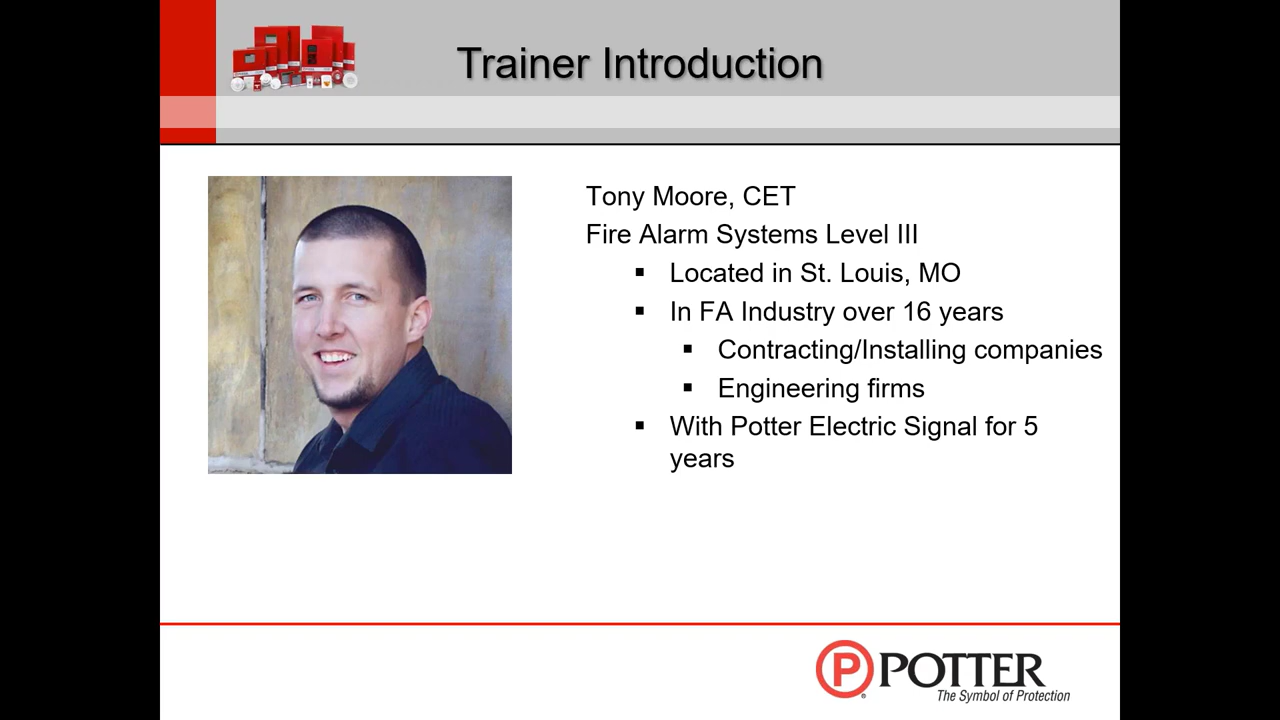 Trainer Introduction
Tony Moore, CET
Fire Alarm Systems Level III
▪ Located in St. Louis, MO
▪ In FA Industry over 16 years
▪ Contracting/Installing companies
▪ Engineering firms
▪ With Potter Electric Signal for 5
years
P POTTER
®
The Symbol of Protection